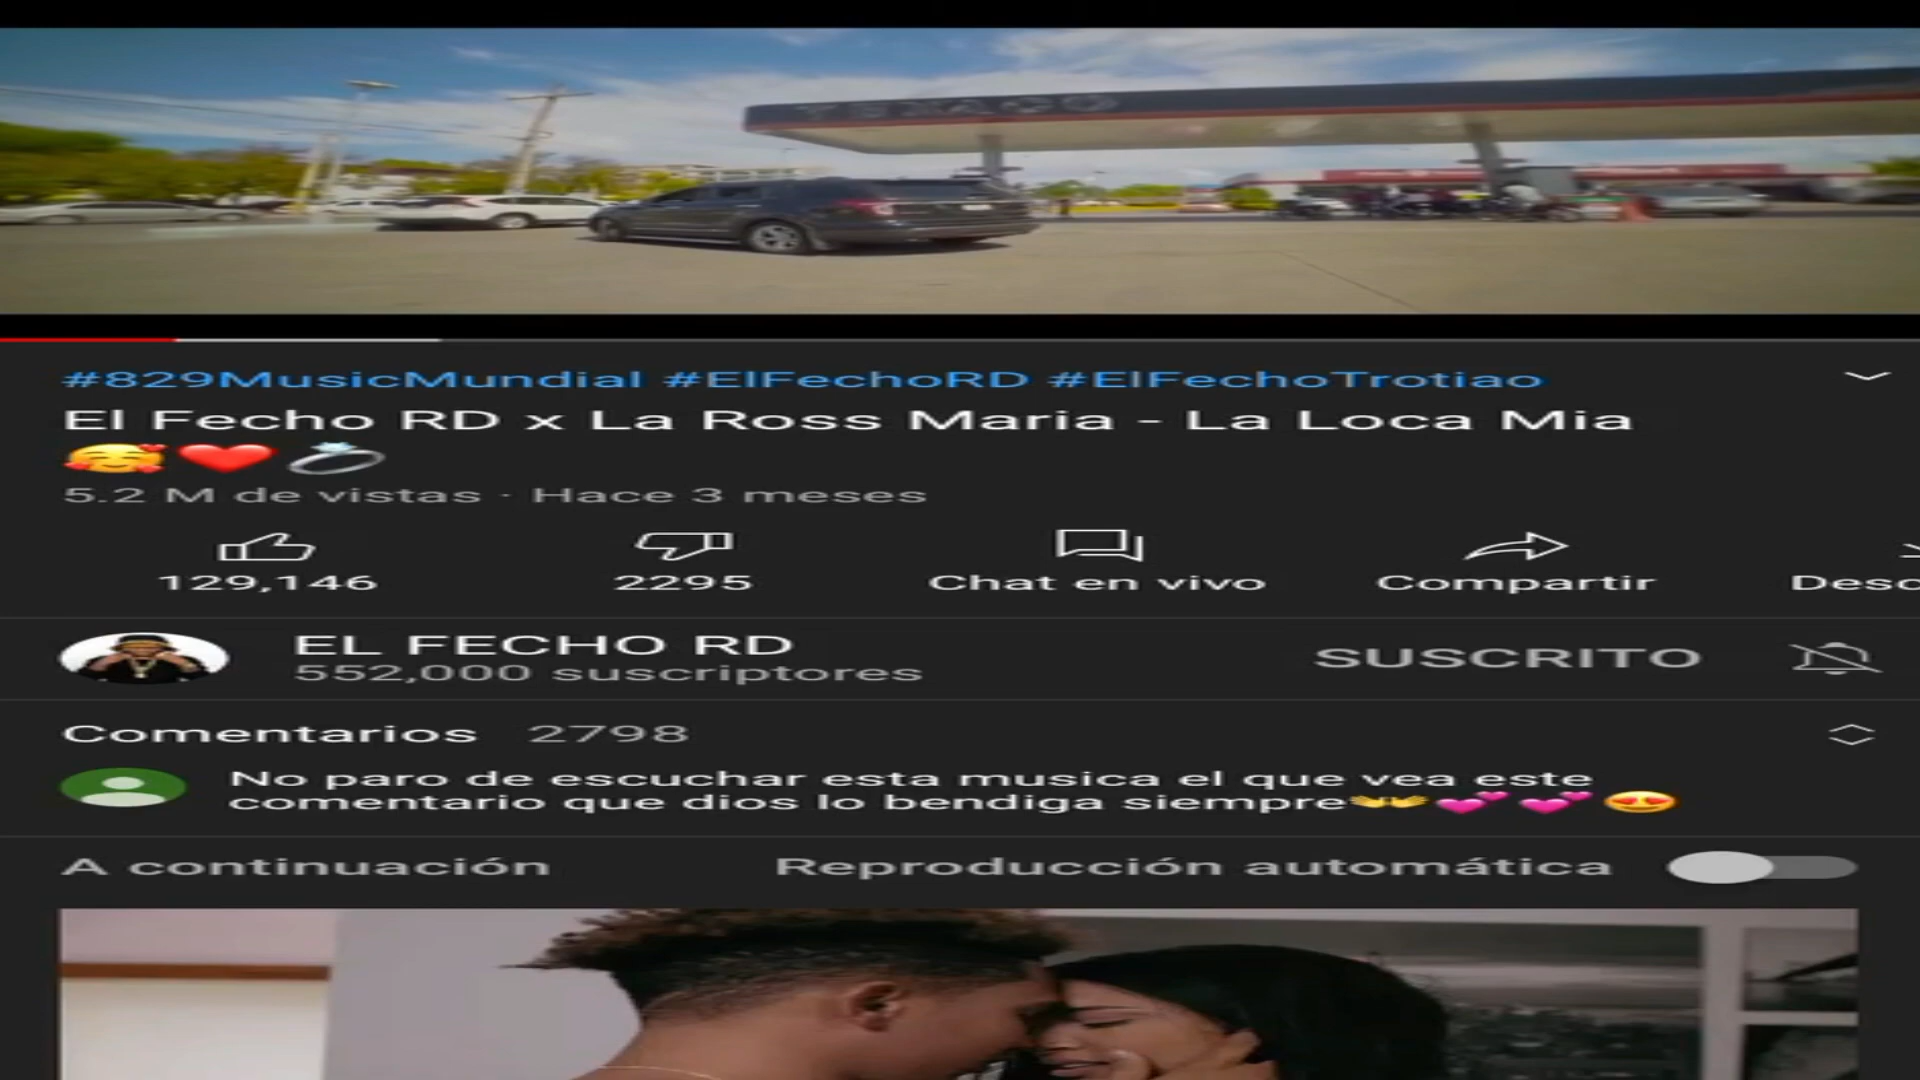 TEXACO
#829MusicMundial #ElFechoRD #ElFechoTrotiao
El Fecho RD x La Ross Maria - La Loca Mia
🥰❤️💍
5.2 M de vistas · Hace 3 meses
129,146 2295 Chat en vivo Compartir Desc
EL FECHO RD
552,000 suscriptores
SUSCRITO
Comentarios 2798
No paro de escuchar esta musica el que vea este
comentario que dios lo bendiga siempre👐💕💕😍
A continuación Reproducción automática